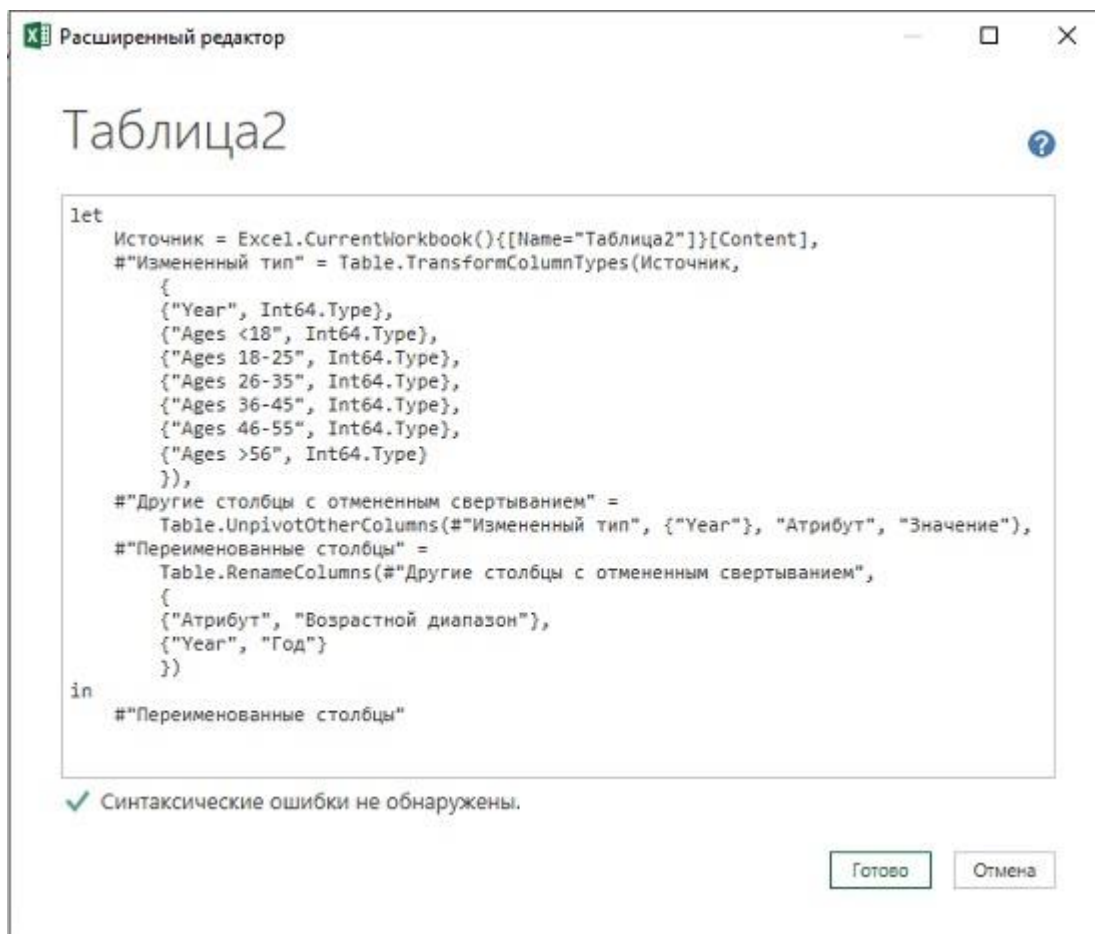 Расширенный редактор
Таблица2
let
    Источник = Excel.CurrentWorkbook(){[Name="Таблица2"]}[Content],
    #"Измененный тип" = Table.TransformColumnTypes(Источник,
        {
        {"Year", Int64.Type},
        {"Ages <18", Int64.Type},
        {"Ages 18-25", Int64.Type},
        {"Ages 26-35", Int64.Type},
        {"Ages 36-45", Int64.Type},
        {"Ages 46-55", Int64.Type},
        {"Ages >56", Int64.Type}
        }),
    #"Другие столбцы с отмененным свертыванием" =
        Table.UnpivotOtherColumns(#"Измененный тип", {"Year"}, "Атрибут", "Значение"),
    #"Переименованные столбцы" =
        Table.RenameColumns(#"Другие столбцы с отмененным свертыванием",
        {
        {"Атрибут", "Возрастной диапазон"},
        {"Year", "Год"}
        })
in
    #"Переименованные столбцы"
Синтаксические ошибки не обнаружены.
Готово
Отмена